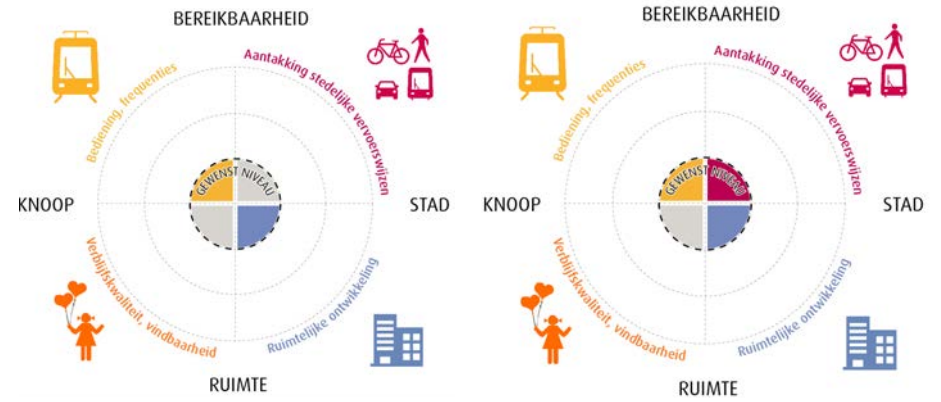 BEREIKBAARHEID
Bediening, frequenties
Aantakking stedelijke
vervoerswijzen
GEWENST NIVEAU
KNOOP
STAD
Verblijfskwaliteit, vindbaarheid
Ruimtelijke ontwikkeling
RUIMTE
BEREIKBAARHEID
Bediening, frequenties
Aantakking stedelijke
vervoerswijzen
GEWENST NIVEAU
KNOOP
STAD
Verblijfskwaliteit, vindbaarheid
Ruimtelijke ontwikkeling
RUIMTE